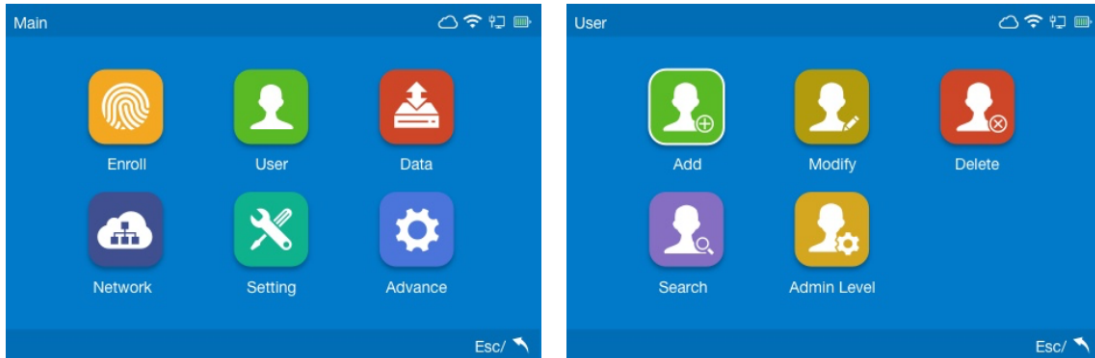 Main
Enroll User Data
Network Setting Advance
Esc/
User
Add Modify Delete
Search Admin Level
Esc/